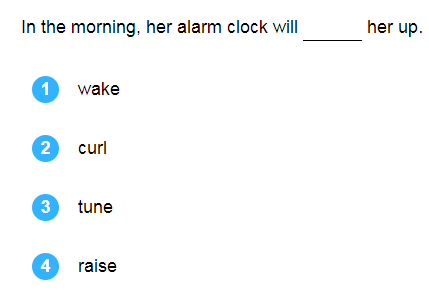 In the morning, her alarm clock will ______ her up.
1 wake
2 curl
3 tune
4 raise